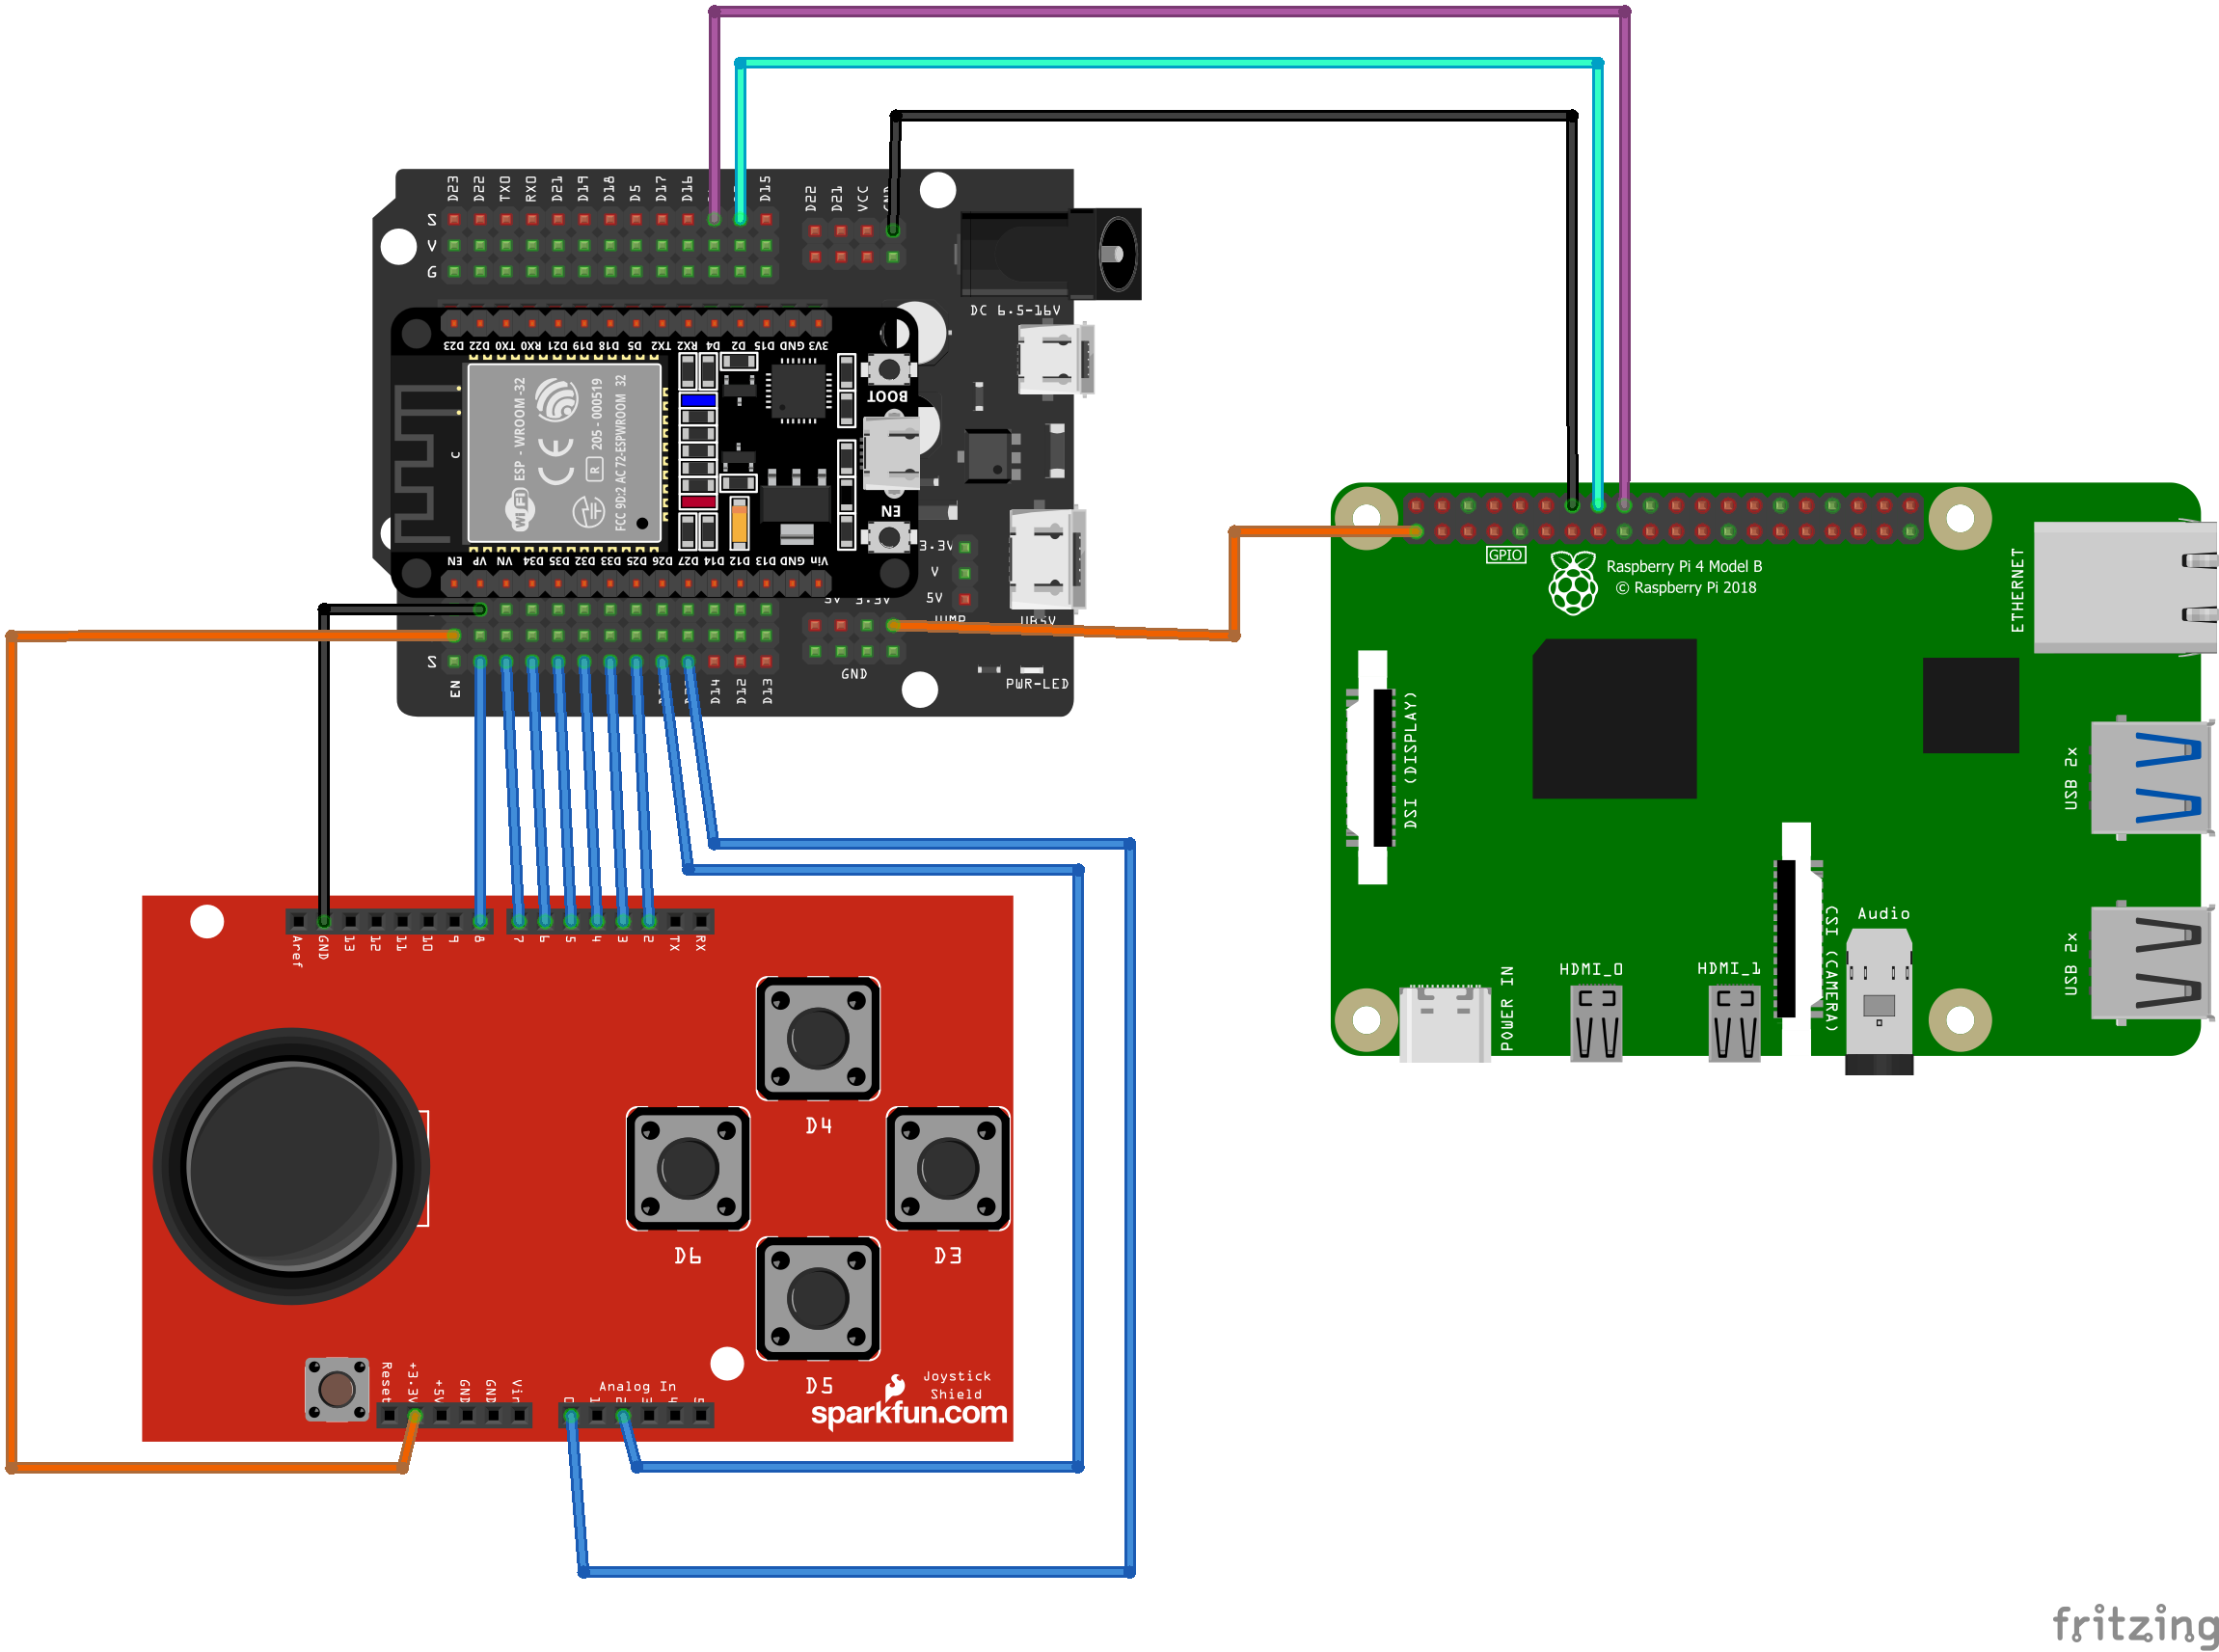 D23 D22 TX0 RX0 D21 D19 D18 D5 D17 D16 D15
D22 D21 VCC GND
S
V
G
DC 6.5-16V
D23 D22 TX0 RX0 D21 D19 D18 D5 TX2 RX2 D4 D2 D15 GND 3V3
ESP - WROOM -32
WiFi
CE
R
205 - 000519
FCC 9D:2 AC 72-ESPWROOM 32
C
BOOT
EN
EN VP VN D34 D35 D32 D33 D25 D26 D27 D14 D12 D13 GND Vin
3.3V
V
5V
JUMP
UB5V
S
GND
PWR-LED
EN D14 D12 D13
GPIO
Raspberry Pi 4 Model B
© Raspberry Pi 2018
ETHERNET
DSI (DISPLAY)
USB 2x
USB 2x
CSI (CAMERA)
Audio
POWER IN
HDMI_0
HDMI_1
Aref GND 13 12 11 10 9 8 7 6 5 4 3 2 TX RX
D4
D6
D3
D5
Joystick
Shield
sparkfun.com
Reset +3.3V +5V GND GND Vin
Analog In
0 1 2 3 4 5
fritzing